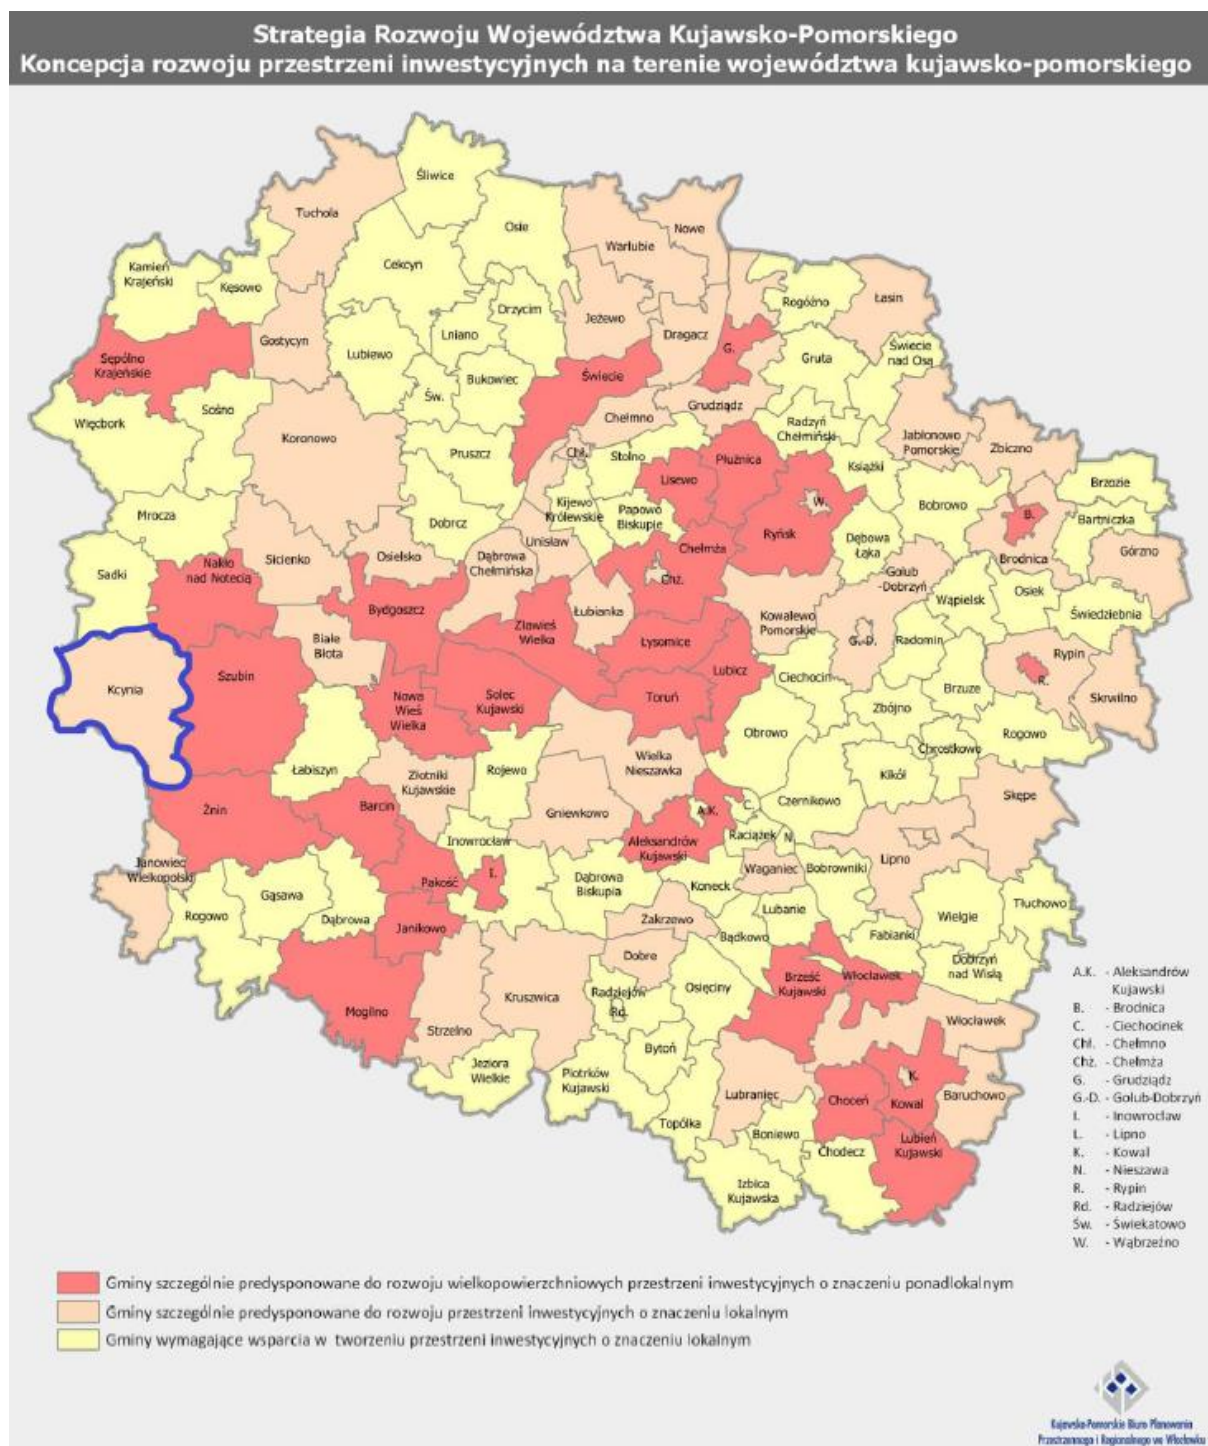 Strategia Rozwoju Województwa Kujawsko-Pomorskiego
Koncepcja rozwoju przestrzeni inwestycyjnych na terenie województwa kujawsko-pomorskiego
Śliwice
Tuchola
Osie
Nowe
Warlubie
Cekcyn
Kamień
Krajeński
Kęsowo
Rogóźno
Łasin
Drzycim
Jeżewo
Dragacz
Lniano
Gostycyn
Lubiewo
G.
Gruta
Świecie
nad Osą
Sępólno
Krajeńskie
Świecie
Bukowiec
Św.
Grudziądz
Sośno
Więcbork
Chełmno
Radzyń
Chełmiński
Koronowo
Jabłonowo
Pomorskie
Zbiczno
Pruszcz
Chł.
Stolno
Płużnica
Książki
Lisewo
Brzozie
Mrocza
Kijewo
Królewskie
W.
Bobrowo
Papowo
Biskupie
B.
Bartniczka
Dobrcz
Ryńsk
Unisław
Chełmża
Dębowa
Łąka
Górzno
Osielsko
Dąbrowa
Chełmińska
Sicienko
Brodnica
Nakło
nad Notecią
Sadki
Golub
-Dobrzyń
Chż.
Osiek
Wąpielsk
Bydgoszcz
Łubianka
Kowalewo
Pomorskie
Świedziebnia
Zławieś
Wielka
Białe
Błota
Łysomice
G.-D.
Radomin
Rypin
Szubin
Lubicz
Ciechocin
R.
Kcynia
Brzuze
Nowa
Wieś
Wielka
Solec
Kujawski
Toruń
Skrwilno
Zbójno
Obrowo
Rogowo
Chrostkowo
Wielka
Nieszawka
Łabiszyn
Złotniki
Kujawskie
Rojewo
Kikół
Skępe
Czernikowo
Żnin
Barcin
Gniewkowo
A.K.
C.
Inowrocław
Aleksandrów
Kujawski
Raciążek
N.
L.
Janowiec
Wielkopolski
Lipno
Waganiec
Bobrowniki
Dąbrowa
Biskupia
I.
Pakość
Koneck
Gąsawa
Tłuchowo
Rogowo
Dąbrowa
Lubanie
Wielgie
Janikowo
Zakrzewo
Bądkowo
Fabianki
Dobre
Dobrzyń
nad Wisłą
Brześć
Kujawski
Włocławek
Osięciny
Radziejów
Rd.
Kruszwica
Moglino
Włocławek
Strzelno
Bytoń
Jeziora
Wielkie
Piotrków
Kujawski
K.
Lubraniec
Choceń
Kowal
Baruchowo
Topólka
Boniewo
Lubień
Kujawski
Chodecz
Izbica
Kujawska
A.K. - Aleksandrów
Kujawski
B. - Brodnica
C. - Ciechocinek
Chł. - Chełmno
Chż. - Chełmża
G. - Grudziądz
G.-D. - Golub-Dobrzyń
I. - Inowrocław
L. - Lipno
K. - Kowal
N. - Nieszawa
R. - Rypin
Rd. - Radziejów
Św. - Świekatowo
W. - Wąbrzeźno
Gminy szczególnie predysponowane do rozwoju wielkopowierzchniowych przestrzeni inwestycyjnych o znaczeniu ponadlokalnym
Gminy szczególnie predysponowane do rozwoju przestrzeni inwestycyjnych o znaczeniu lokalnym
Gminy wymagające wsparcia w tworzeniu przestrzeni inwestycyjnych o znaczeniu lokalnym
Kujawsko-Pomorskie Biuro Planowania
Przestrzennego i Regionalnego we Włocławku